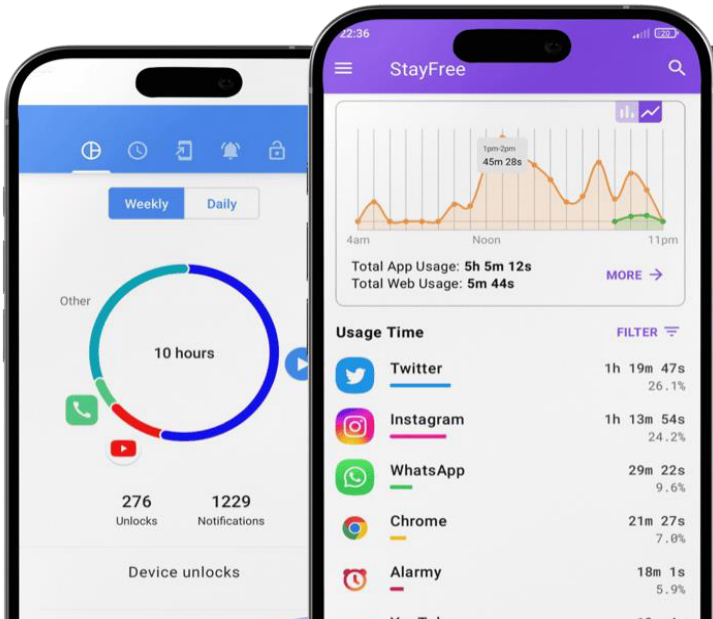 Weekly
Daily
Other
10 hours
276
1229
Unlocks
Notifications
Device unlocks
22:36
20
StayFree
1pm-2pm
45m 28s
4am
Noon
11pm
Total App Usage: 5h 5m 12s
Total Web Usage: 5m 44s
MORE →
Usage Time
FILTER
Twitter
1h 19m 47s
26.1%
Instagram
1h 13m 54s
24.2%
WhatsApp
29m 22s
9.6%
Chrome
21m 27s
7.0%
Alarmy
18m 1s
5.9%